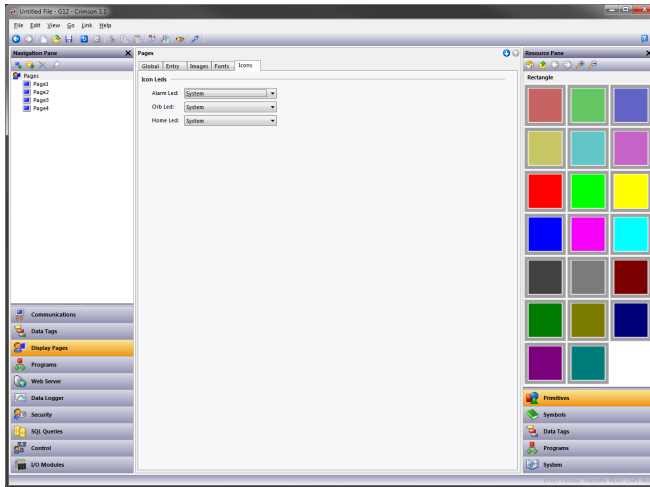 Untitled File - G12 - Crimson 3.1
File Edit View Go Link Help
Navigation Pane
Pages
Page1
Page2
Page3
Page4
Communications
Data Tags
Display Pages
Programs
Web Server
Data Logger
Security
SQL Queries
Control
I/O Modules
Pages
Global Entry Images Fonts Icons
Icon Leds
Alarm Led: System
Orb Led: System
Home Led: System
Resource Pane
Rectangle
Primitives
Symbols
Data Tags
Programs
System
READ CAPS